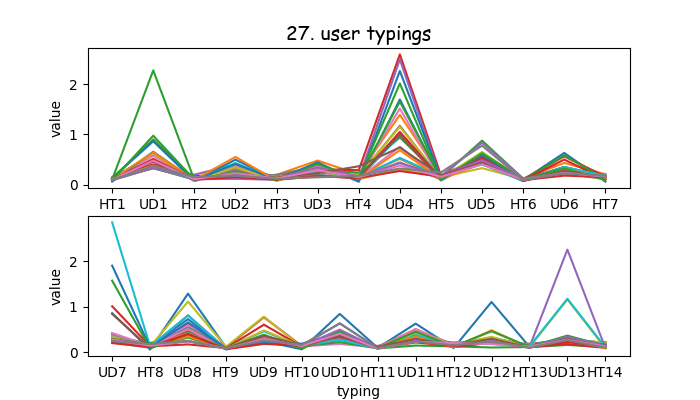 27. user typings
value
2
1
0
HT1 UD1 HT2 UD2 HT3 UD3 HT4 UD4 HT5 UD5 HT6 UD6 HT7
value
2
1
0
UD7 HT8 UD8 HT9 UD9 HT10 UD10 HT11 UD11 HT12 UD12 HT13 UD13 HT14
typing